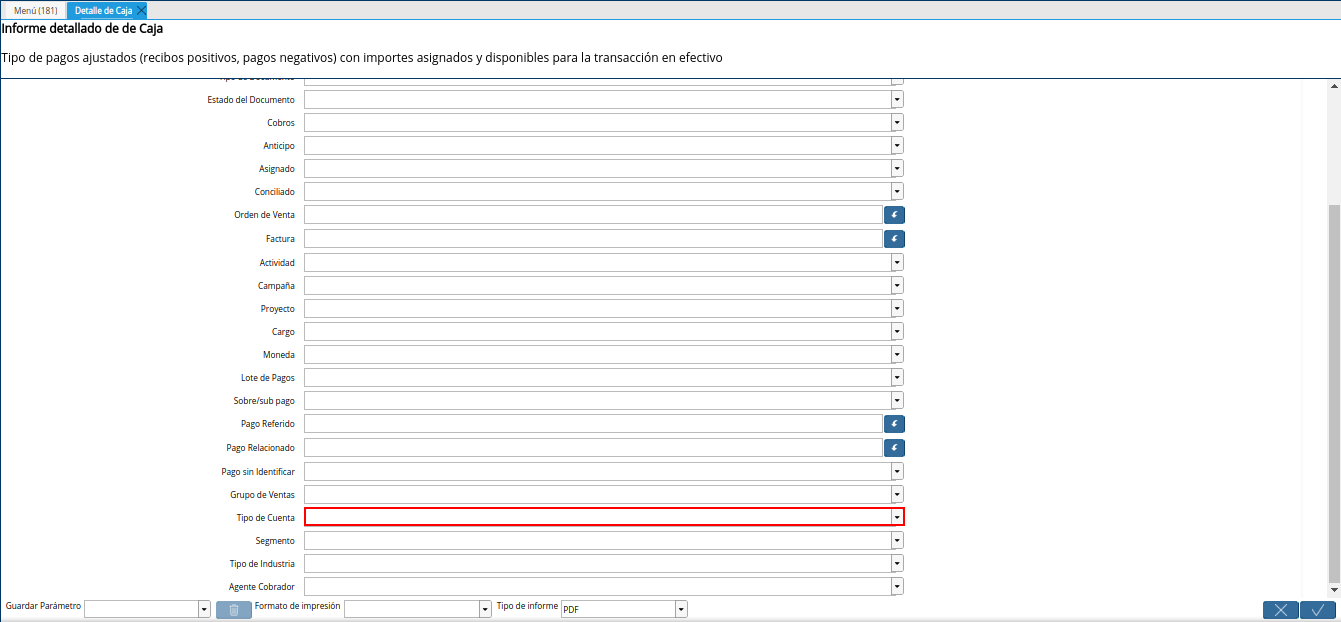 Menú (181)
Detalle de Caja
Informe detallado de de Caja
Tipo de pagos ajustados (recibos positivos, pagos negativos) con importes asignados y disponibles para la transacción en efectivo
Estado del Documento
Cobros
Anticipo
Asignado
Conciliado
Orden de Venta
Factura
Actividad
Campaña
Proyecto
Cargo
Moneda
Lote de Pagos
Sobre/sub pago
Pago Referido
Pago Relacionado
Pago sin Identificar
Grupo de Ventas
Tipo de Cuenta
Segmento
Tipo de Industria
Agente Cobrador
Guardar Parámetro
Formato de impresión
Tipo de informe PDF